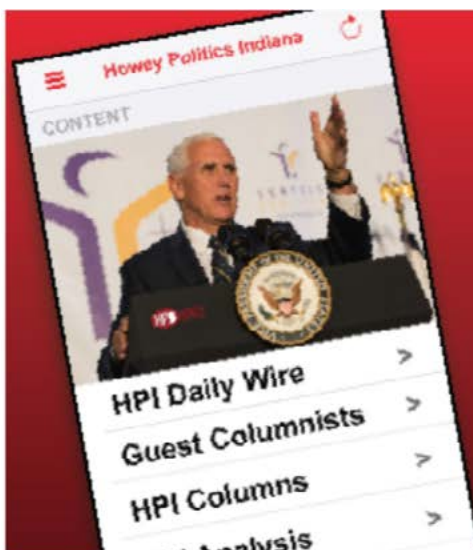 Howey Politics Indiana
CONTENT
HPI Daily Wire
Guest Columnists
HPI Columns
Analysis